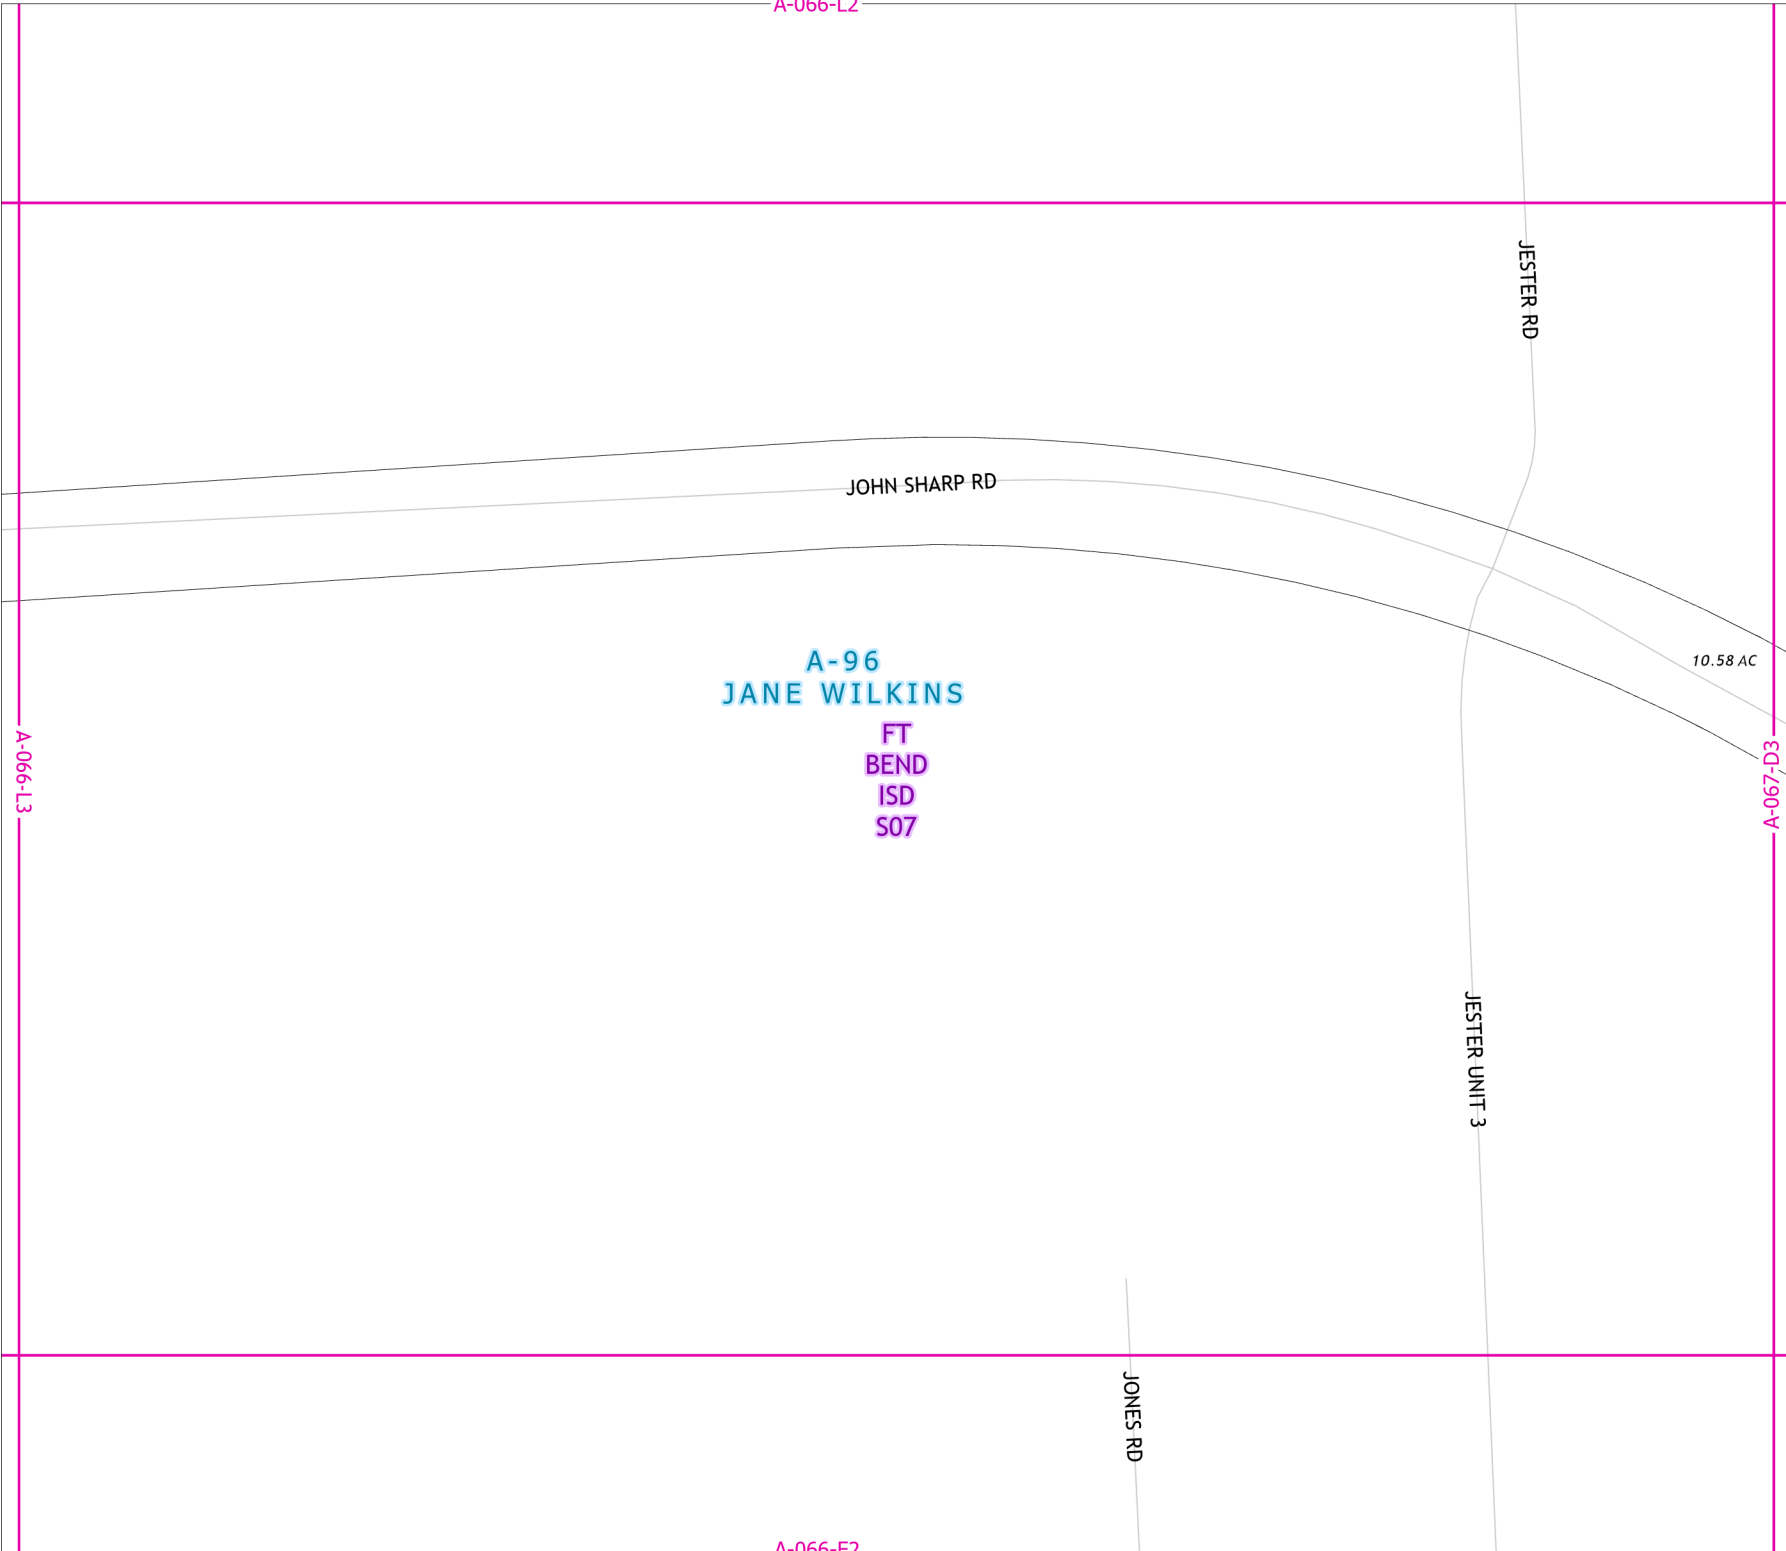 A-066-L2
JESTER RD
JOHN SHARP RD
A-96
JANE WILKINS
10.58 AC
FT
BEND
ISD
S07
A-066-L3
A-067-D3
JESTER UNIT 3
JONES RD